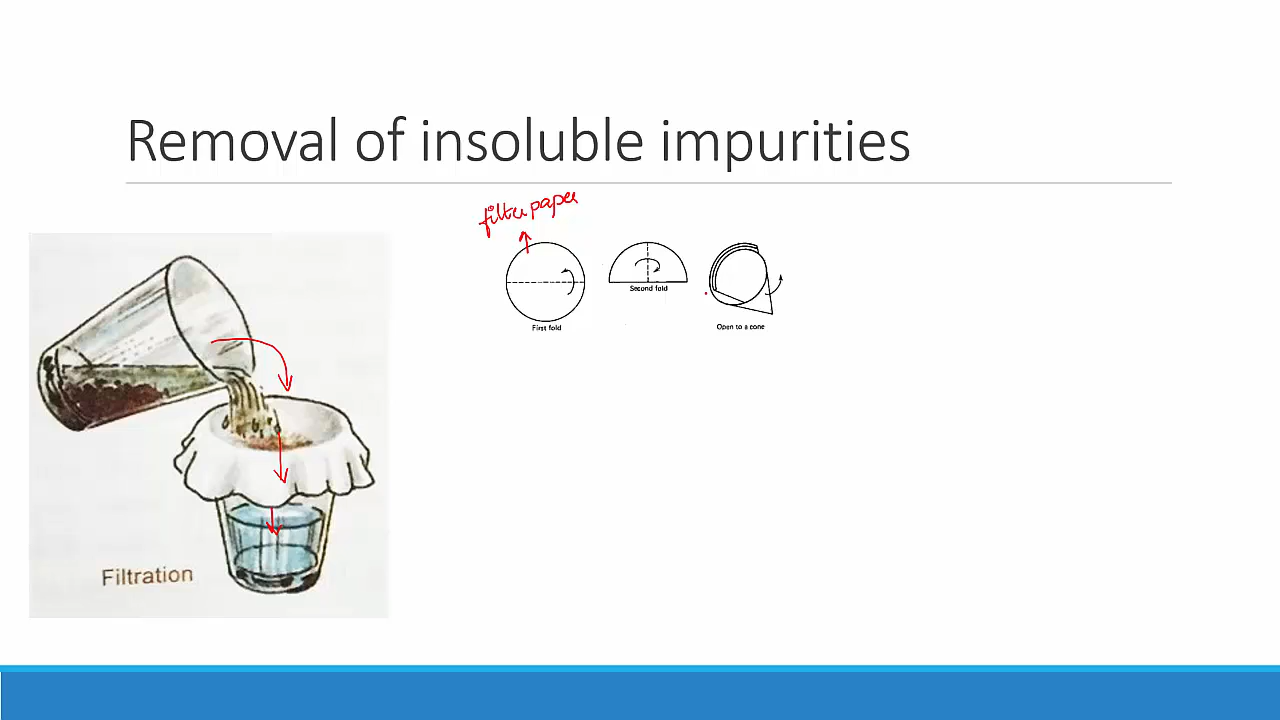 Removal of insoluble impurities
filter paper
First fold
Second fold
Open to a cone
Filtration